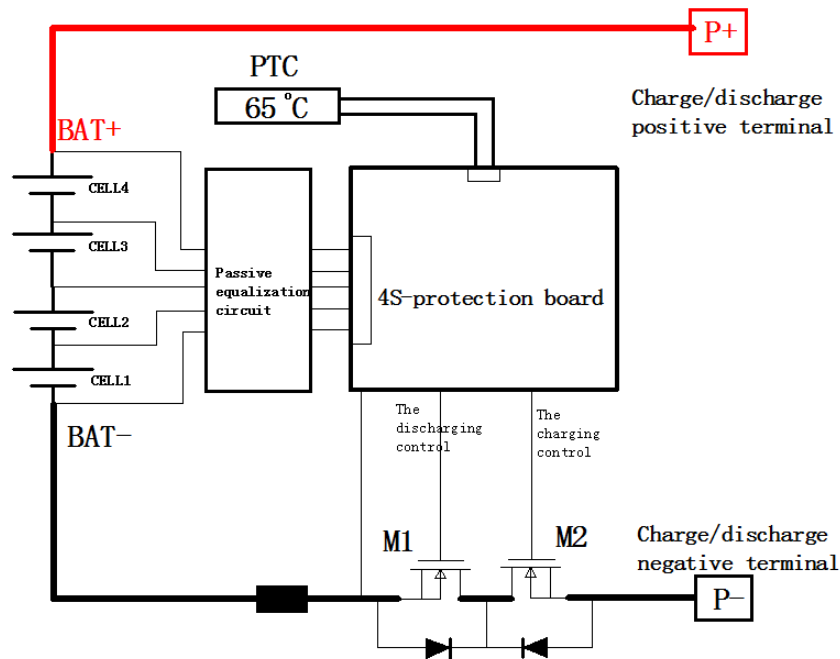 P+
PTC
65℃
Charge/discharge
positive terminal
BAT+
CELL4
CELL3
Passive
equalization
circuit
4S-protection board
CELL2
CELL1
BAT-
The
discharging
control
The
charging
control
M1
M2
Charge/discharge
negative terminal
P-